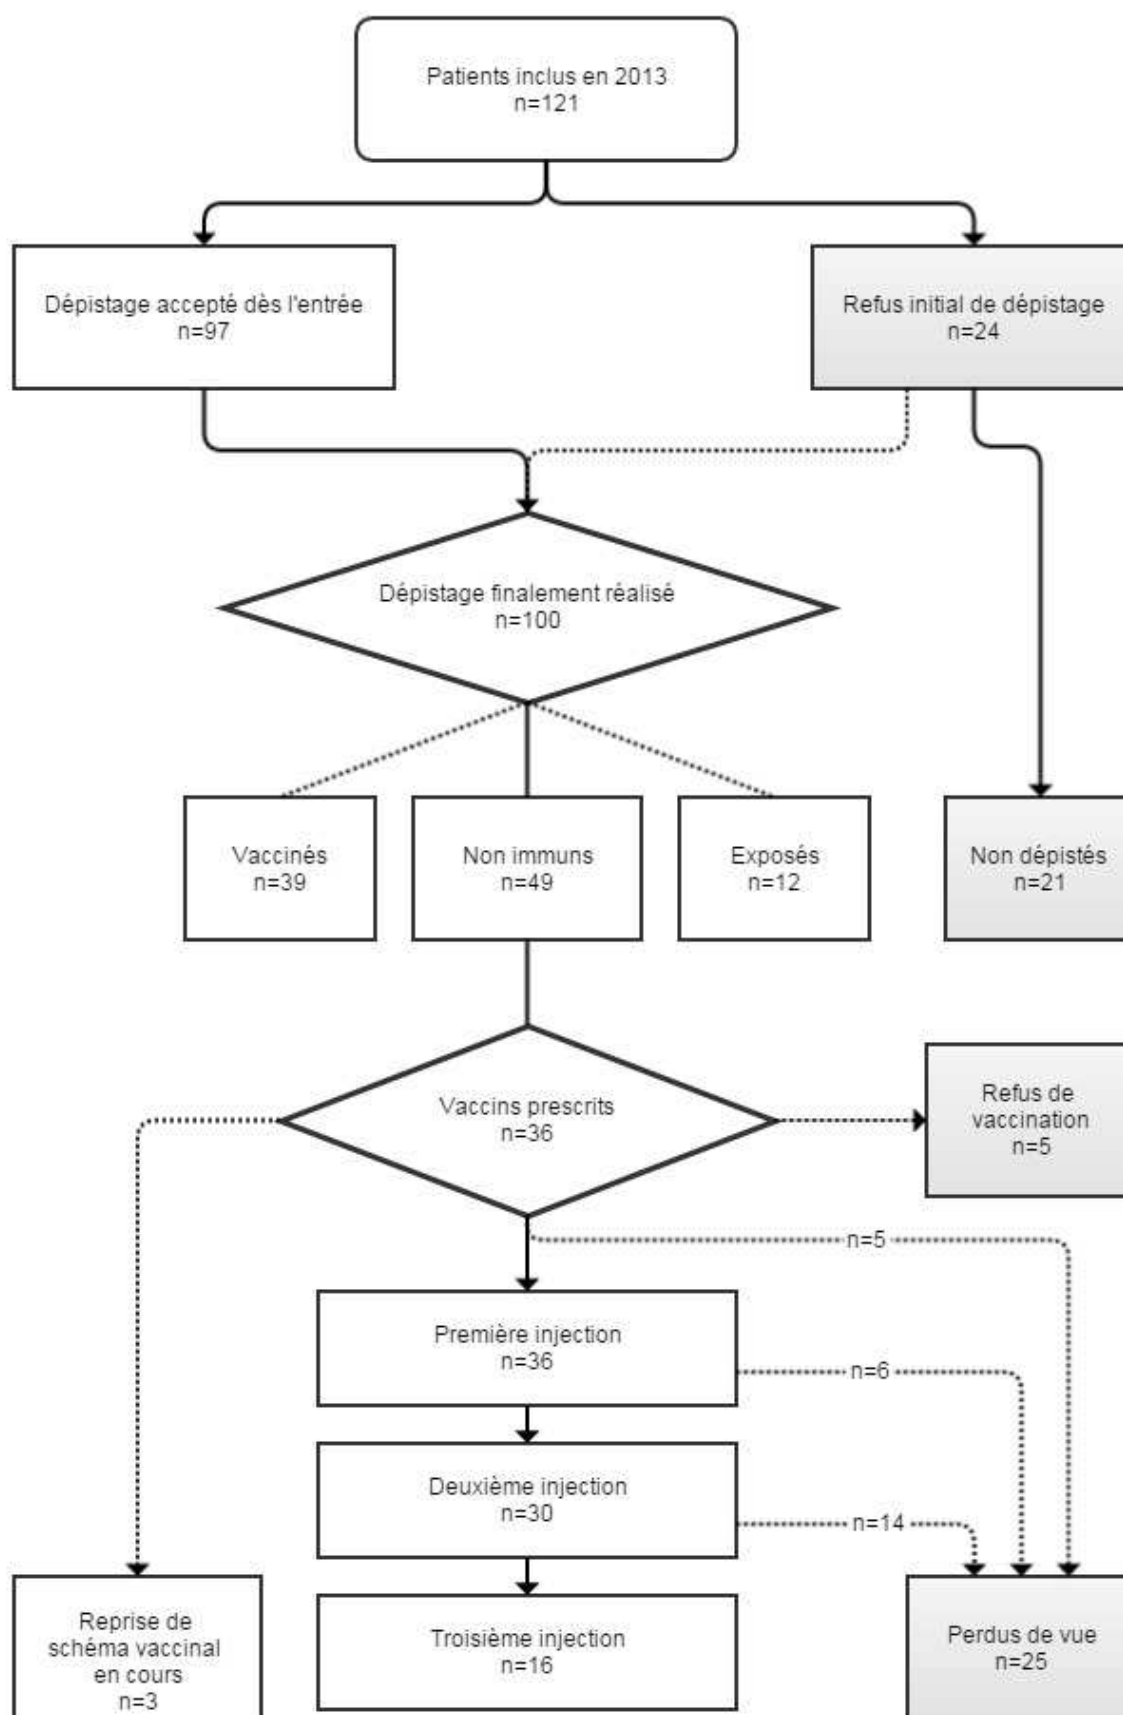 Patients inclus en 2013
n=121
Dépistage accepté dès l'entrée
n=97
Refus initial de dépistage
n=24
Dépistage finalement réalisé
n=100
Vaccinés
n=39
Non immuns
n=49
Exposés
n=12
Non dépistés
n=21
Vaccins prescrits
n=36
Refus de
vaccination
n=5
n=5
Première injection
n=36
n=6
Deuxième injection
n=30
n=14
Reprise de
schéma vaccinal
en cours
n=3
Troisième injection
n=16
Perdus de vue
n=25